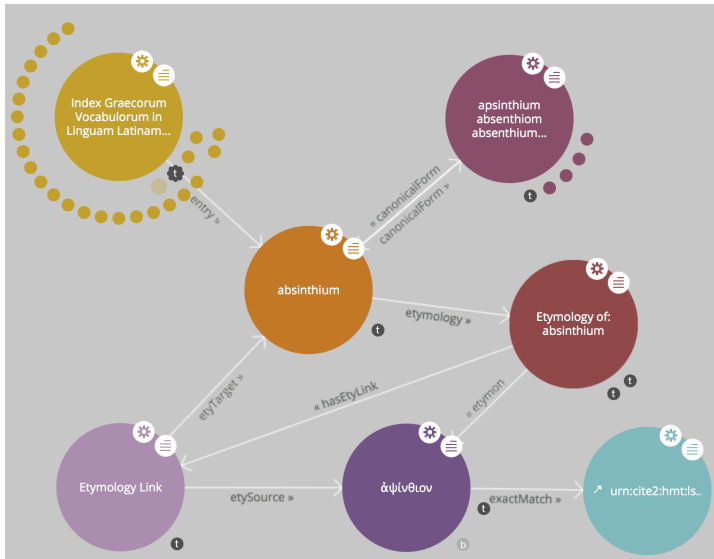 Index Graecorum
Vocabulorum in
Linguam Latinam...
apsinthium
absenthiom
absenthium...
t
entry »
« canonicalForm
canonicalForm »
t
absinthium
t
etymology »
Etymology of:
absinthium
t
t
etyTarget »
« hasEtyLink
« etymon
Etymology Link
t
etySource »
ἀψίνθιον
t
b
exactMatch »
↗ urn:cite2:hmt:ls..